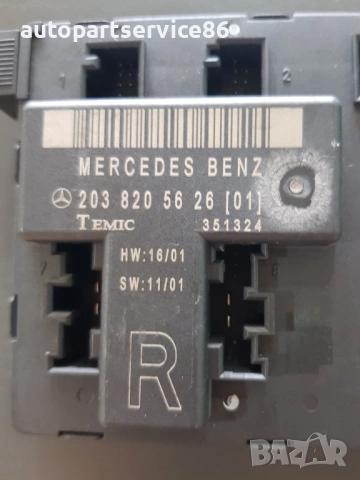 autopartservice86®
1
2
MERCEDES BENZ
203 820 56 26 [01]
TEMIC 351324
HW:16/01
SW:11/01
8
R
BAZAR